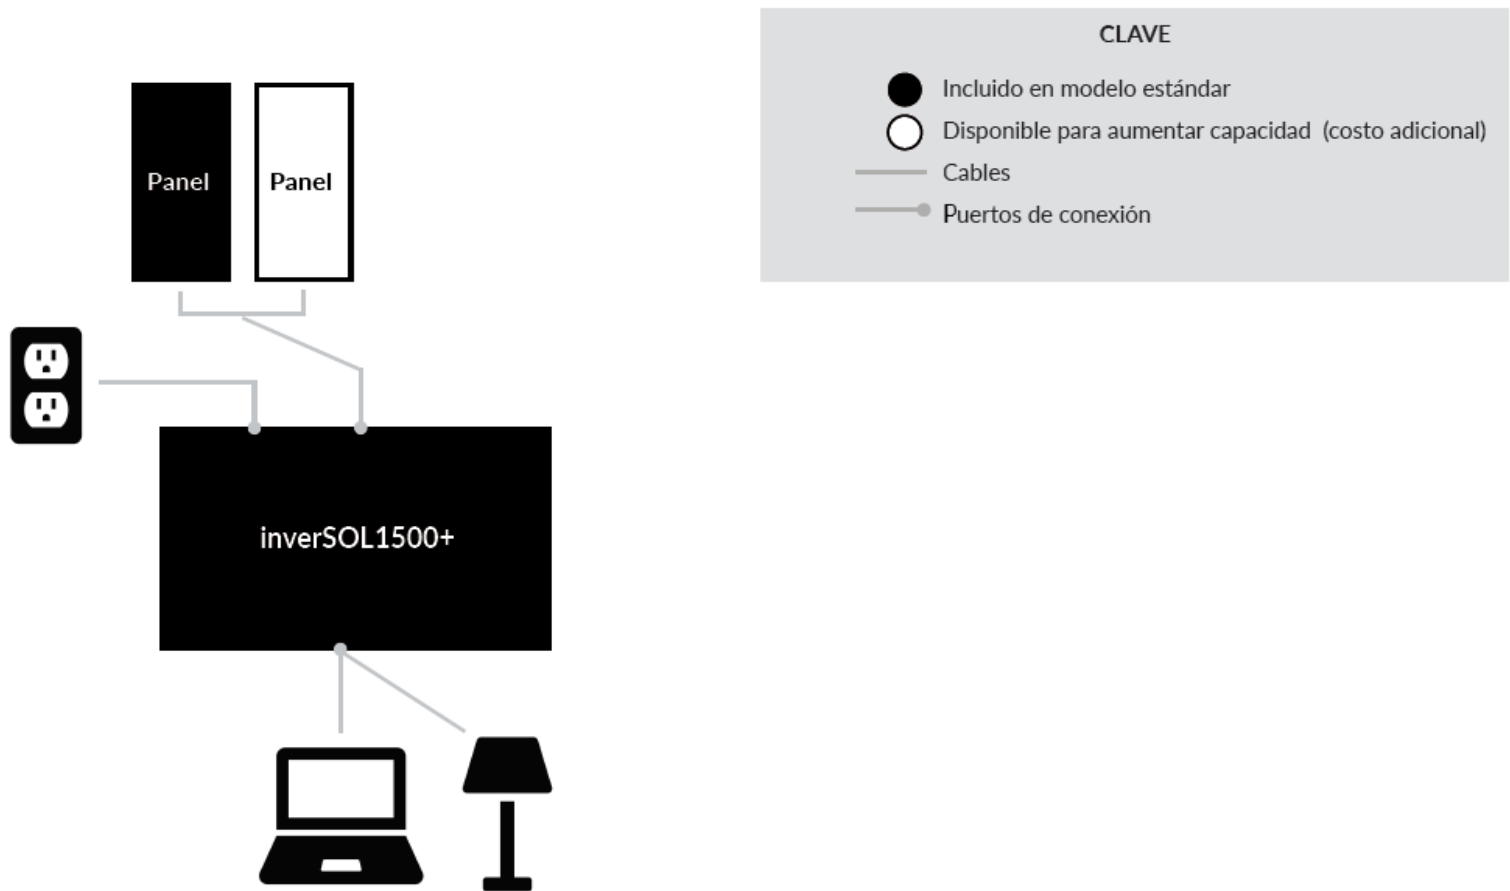 CLAVE
Incluido en modelo estándar
Disponible para aumentar capacidad (costo adicional)
Cables
Puertos de conexión
Panel
Panel
inverSOL1500+